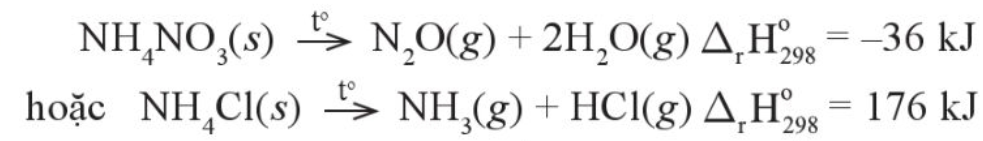 NH₄NO₃(s) →(t°) N₂O(g) + 2H₂O(g) ΔᵣH°₂₉₈ = –36 kJ
hoặc NH₄Cl(s) →(t°) NH₃(g) + HCl(g) ΔᵣH°₂₉₈ = 176 kJ